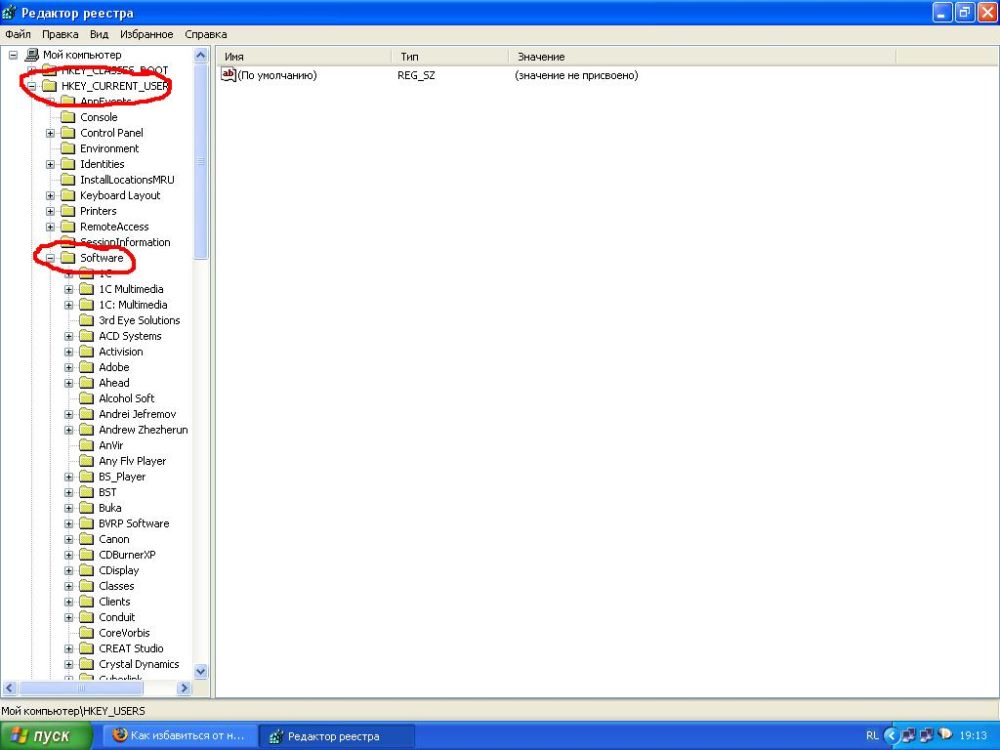 Редактор реестра
Файл Правка Вид Избранное Справка
Мой компьютер
HKEY_CLASSES_ROOT
HKEY_CURRENT_USER
AppEvents
Console
Control Panel
Environment
Identities
InstallLocationsMRU
Keyboard Layout
Printers
RemoteAccess
SessionInformation
Software
1C
1C Multimedia
1C: Multimedia
3rd Eye Solutions
ACD Systems
Activision
Adobe
Ahead
Alcohol Soft
Andrei Jefremov
Andrew Zhezherun
AnVir
Any Flv Player
BS_Player
BST
Buka
BVRP Software
Canon
CDBurnerXP
CDisplay
Classes
Clients
Conduit
CoreVorbis
CREAT Studio
Crystal Dynamics
Cyberlink
Имя Тип Значение
ab (По умолчанию) REG_SZ (значение не присвоено)
Мой компьютер\HKEY_USERS
пуск Как избавиться от н... Редактор реестра RL 19:13